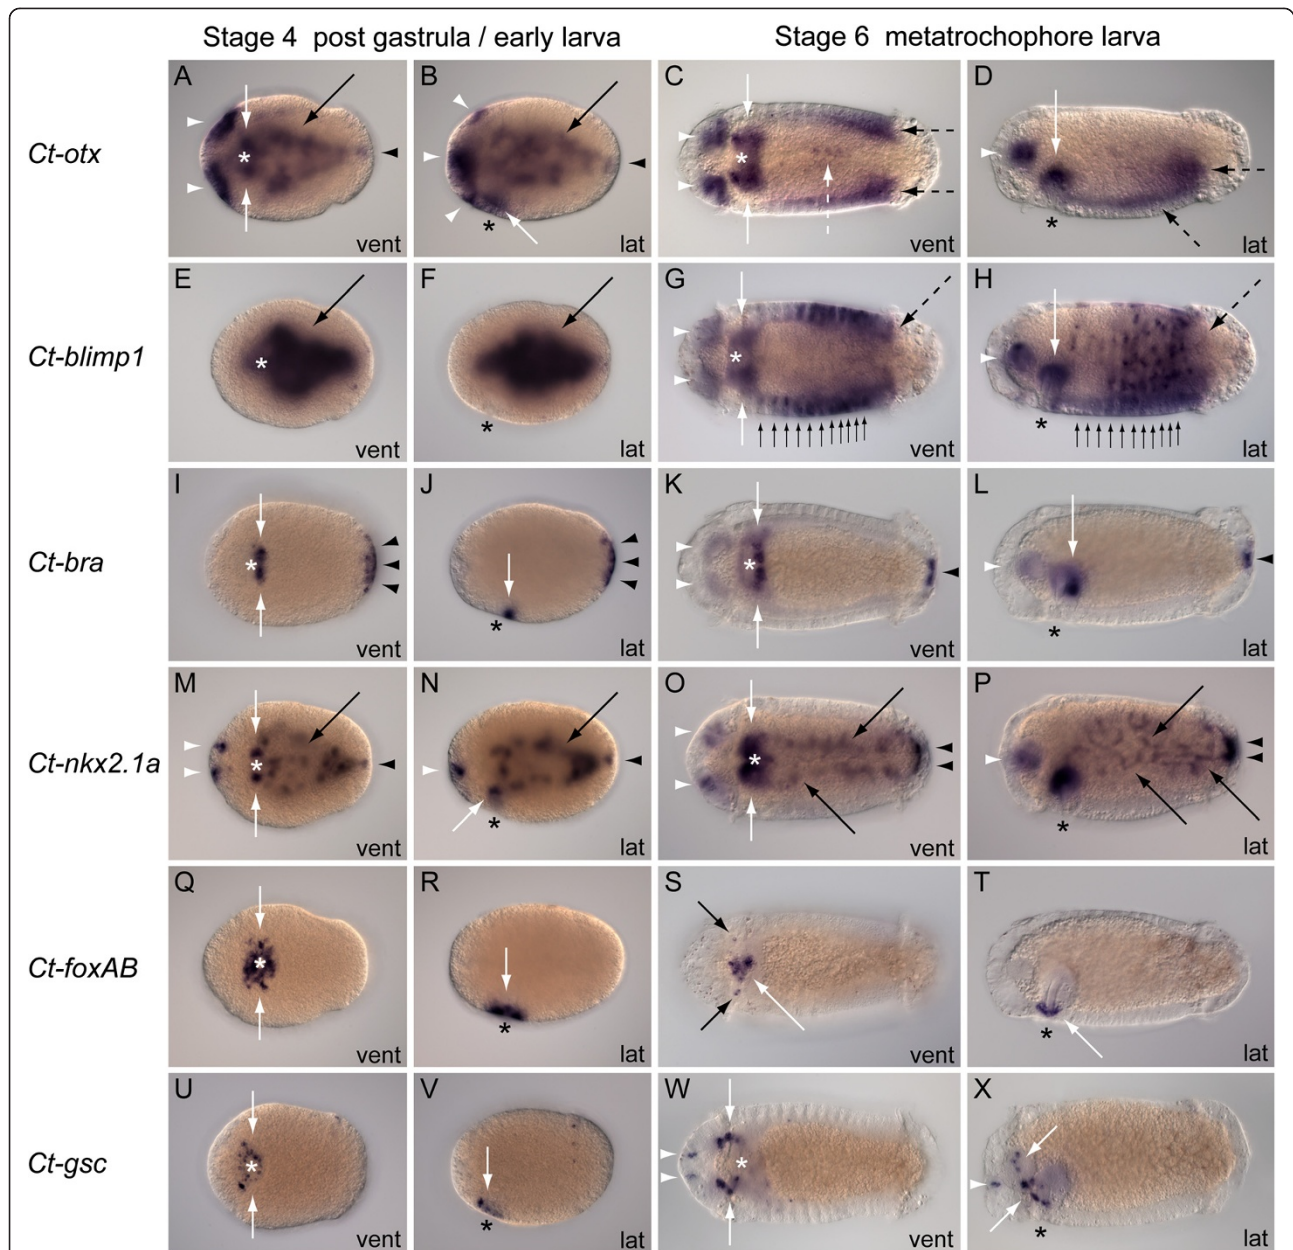 Stage 4 post gastrula / early larva
Stage 6 metatrochophore larva
Ct-otx
A
*
vent
B
*
lat
C
*
vent
D
*
lat
Ct-blimp1
E
*
vent
F
*
lat
G
*
vent
H
*
lat
Ct-bra
I
*
vent
J
*
lat
K
*
vent
L
*
lat
Ct-nkx2.1a
M
*
vent
N
*
lat
O
*
vent
P
*
lat
Ct-foxAB
Q
*
vent
R
*
lat
S
vent
T
*
lat
Ct-gsc
U
*
vent
V
*
lat
W
*
vent
X
*
lat